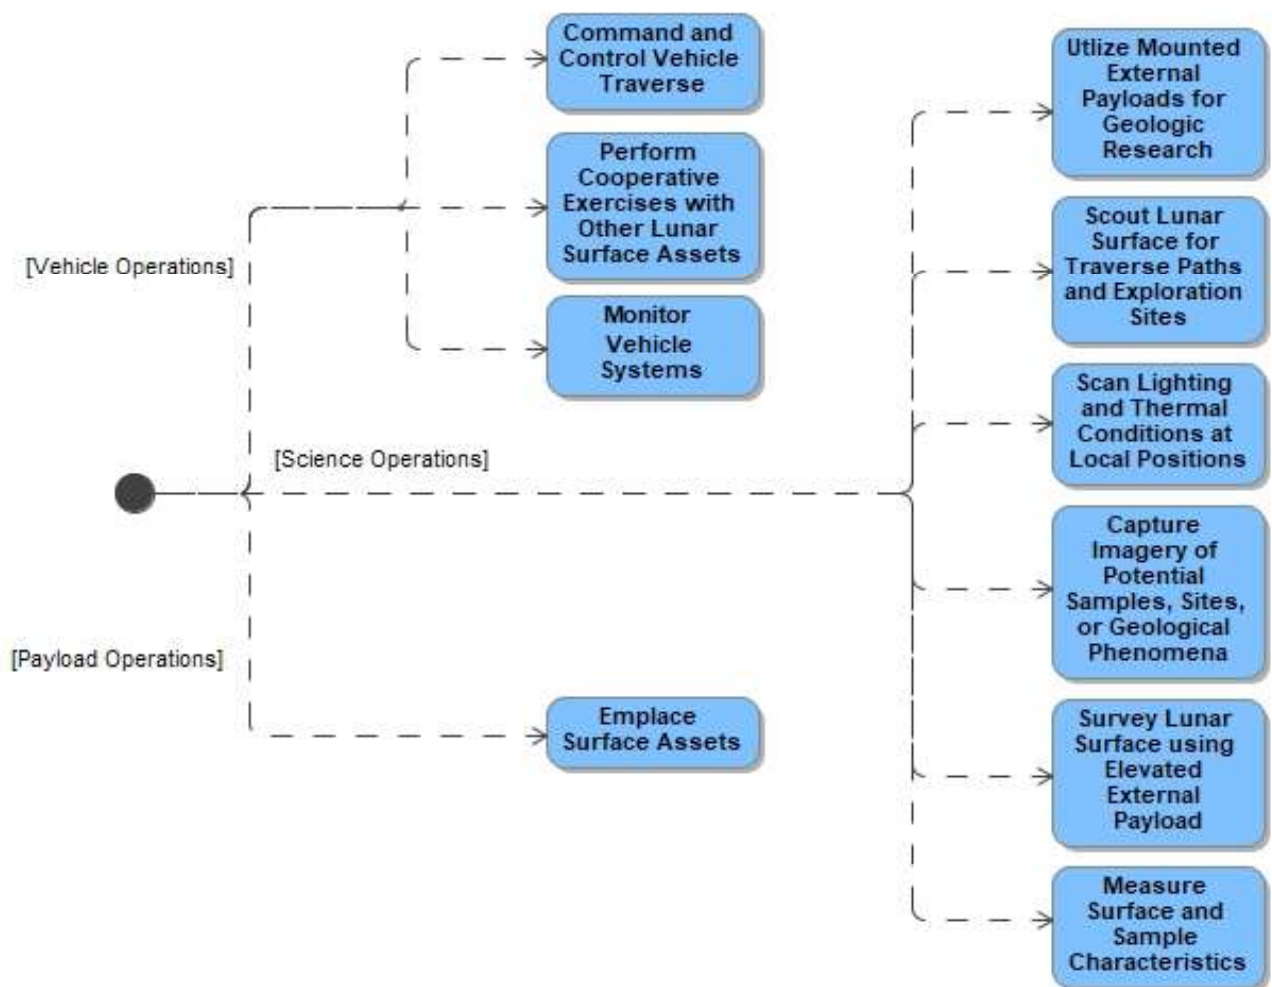 Command and
Control Vehicle
Traverse
Perform
Cooperative
Exercises with
Other Lunar
Surface Assets
[Vehicle Operations]
Monitor
Vehicle
Systems
[Science Operations]
[Payload Operations]
Emplace
Surface Assets
Utlize Mounted
External
Payloads for
Geologic
Research
Scout Lunar
Surface for
Traverse Paths
and Exploration
Sites
Scan Lighting
and Thermal
Conditions at
Local Positions
Capture
Imagery of
Potential
Samples, Sites,
or Geological
Phenomena
Survey Lunar
Surface using
Elevated
External
Payload
Measure
Surface and
Sample
Characteristics